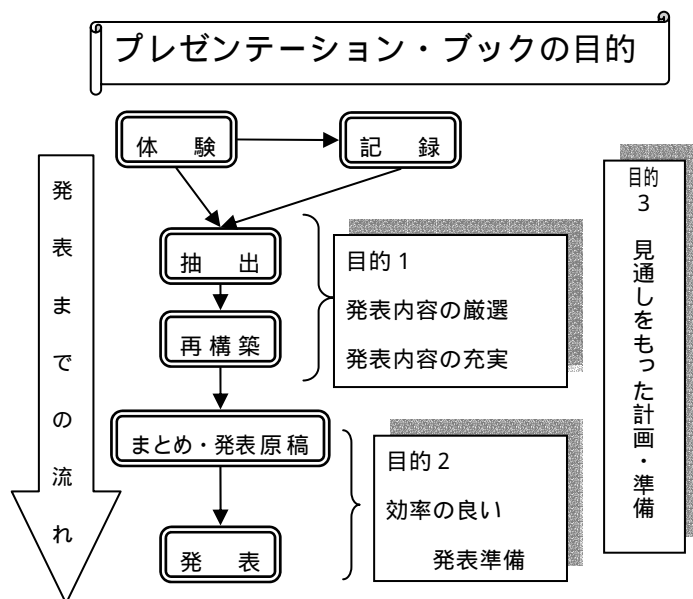 プレゼンテーション・ブックの目的
体　験
記　録
発表までの流れ
抽　出
再構築
まとめ・発表原稿
発　表
目的1
発表内容の厳選
発表内容の充実
目的2
効率の良い
発表準備
目的
3
見通しをもった計画・準備